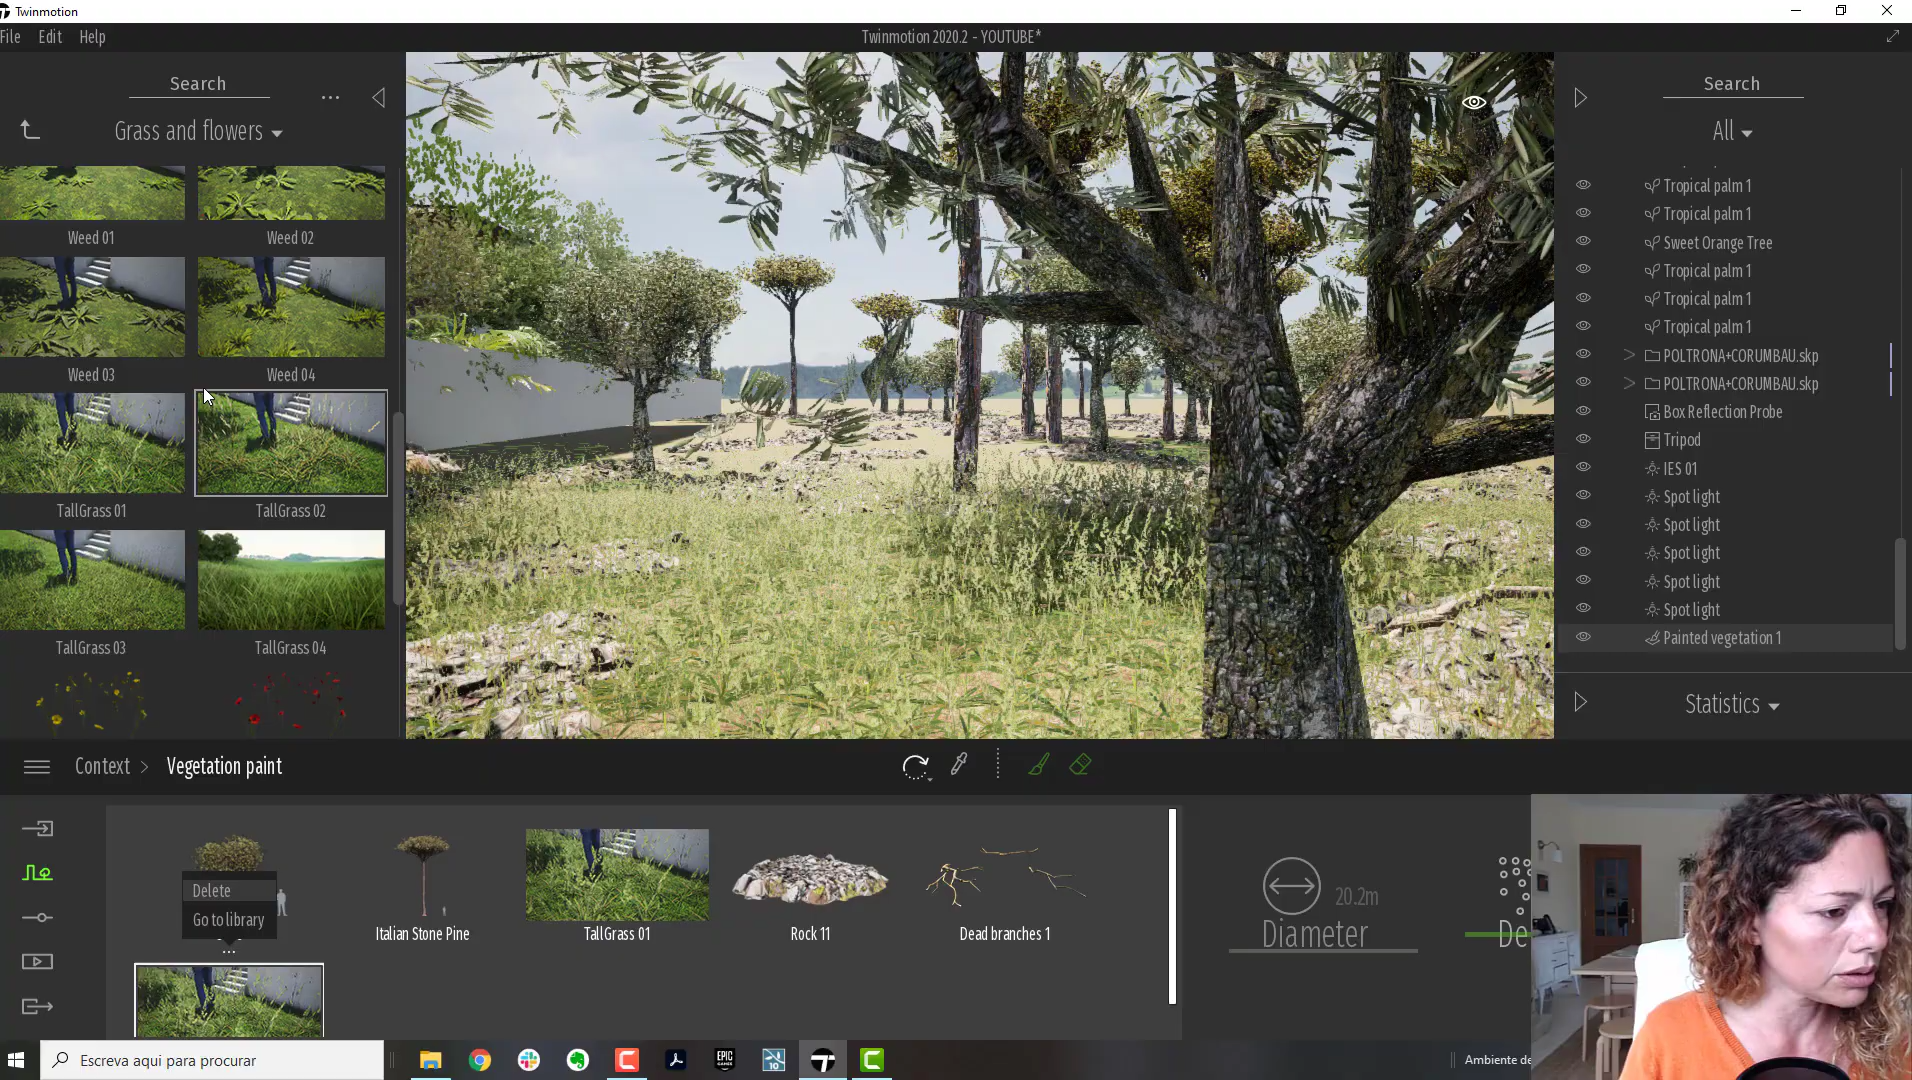 Twinmotion
File Edit Help
Twinmotion 2020.2 - YOUTUBE*
Search
...
Grass and flowers
Weed 01
Weed 02
Weed 03
Weed 04
TallGrass 01
TallGrass 02
TallGrass 03
TallGrass 04
Search
All
Tropical palm 1
Tropical palm 1
Sweet Orange Tree
Tropical palm 1
Tropical palm 1
Tropical palm 1
> POLTRONA+CORUMBAU.skp
> POLTRONA+CORUMBAU.skp
Box Reflection Probe
Tripod
IES 01
Spot light
Spot light
Spot light
Spot light
Spot light
Painted vegetation 1
Statistics
Context > Vegetation paint
Delete
Go to library
...
Italian Stone Pine
TallGrass 01
Rock 11
Dead branches 1
20.2m
Diameter
De
Escreva aqui para procurar
EPIC
GAMES
10
Ambiente de